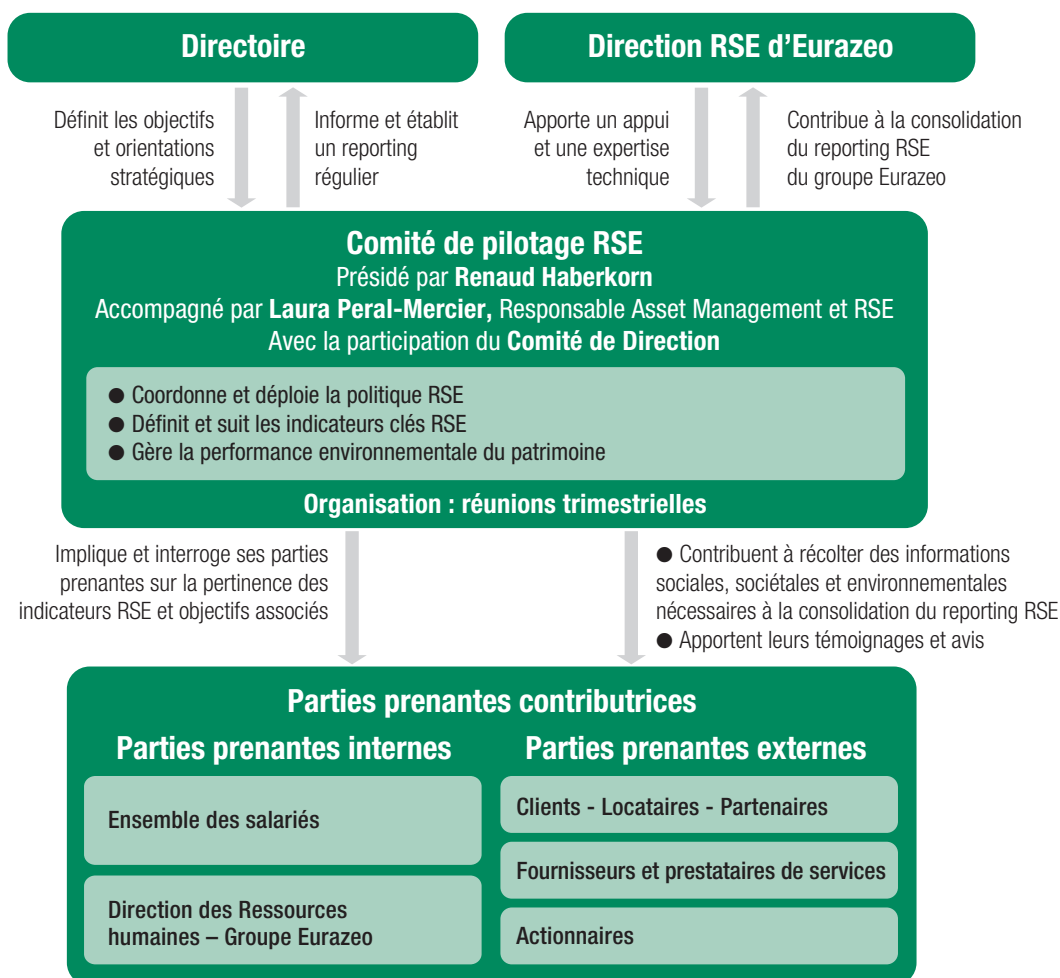 Directoire
Direction RSE d'Eurazeo
Définit les objectifs
et orientations
stratégiques
Informe et établit
un reporting
régulier
Apporte un appui
et une expertise
technique
Contribue à la consolidation
du reporting RSE
du groupe Eurazeo
Comité de pilotage RSE
Présidé par Renaud Haberkorn
Accompagné par Laura Peral-Mercier, Responsable Asset Management et RSE
Avec la participation du Comité de Direction
● Coordonne et déploie la politique RSE
● Définit et suit les indicateurs clés RSE
● Gère la performance environnementale du patrimoine
Organisation : réunions trimestrielles
Implique et interroge ses parties
prenantes sur la pertinence des
indicateurs RSE et objectifs associés
● Contribuent à récolter des informations
sociales, sociétales et environnementales
nécessaires à la consolidation du reporting RSE
● Apportent leurs témoignages et avis
Parties prenantes contributrices
Parties prenantes internes
Ensemble des salariés
Direction des Ressources
humaines – Groupe Eurazeo
Parties prenantes externes
Clients - Locataires - Partenaires
Fournisseurs et prestataires de services
Actionnaires